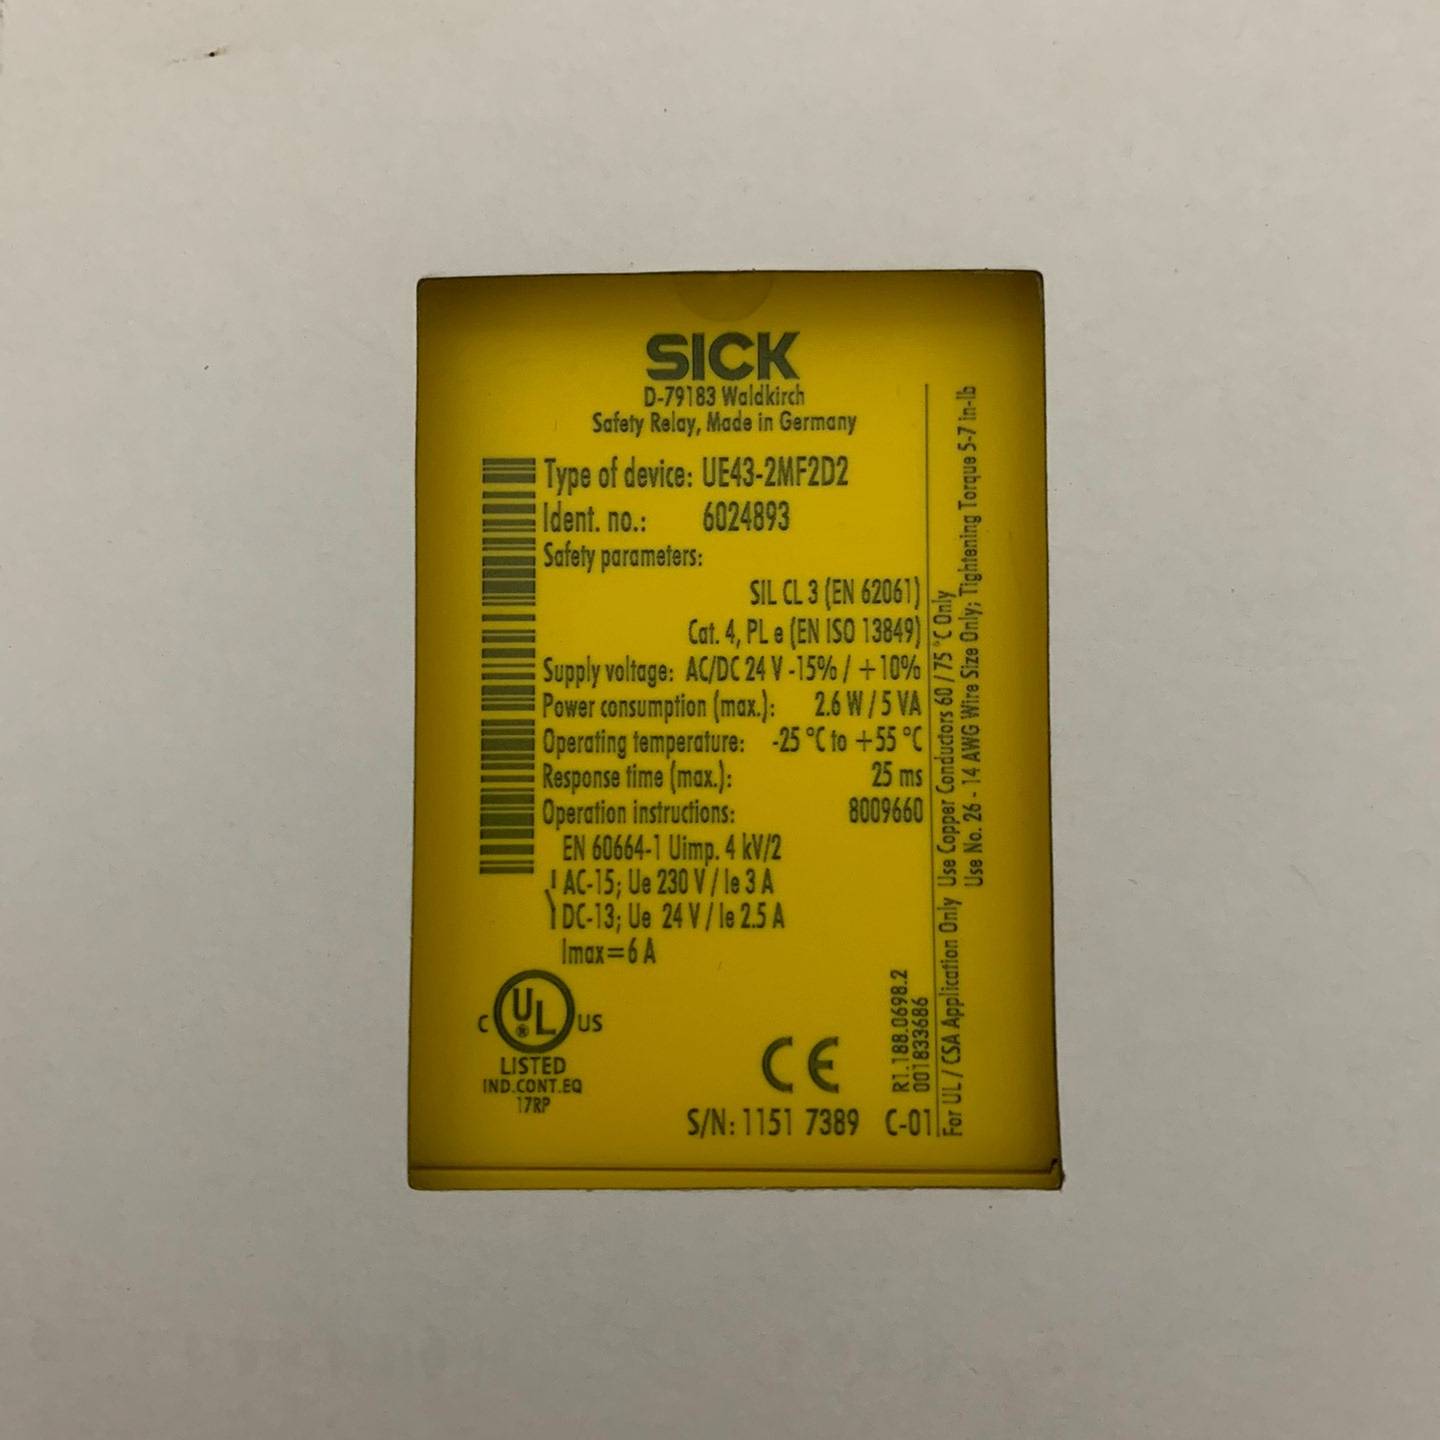 SICK
D-79183 Waldkirch
Safety Relay, Made in Germany
Type of device: UE43-2MF2D2
Ident. no.: 6024893
Safety parameters:
SIL CL 3 (EN 62061)
Cat. 4, PL e (EN ISO 13849)
Supply voltage: AC/DC 24 V -15% / +10%
Power consumption (max.): 2.6 W / 5 VA
Operating temperature: -25 °C to +55 °C
Response time (max.): 25 ms
Operation instructions: 8009660
EN 60664-1 Uimp. 4 kV/2
AC-15; Ue 230 V / Ie 3 A
DC-13; Ue 24 V / Ie 2.5 A
Imax=6 A
C UL ® US
LISTED
IND.CONT.EQ
17RP
CE
R1.188.0698.2
001833686
S/N: 1151 7389 C-01
For UL / CSA Application Only Use Copper Conductors 60 / 75 °C Only
Use No. 26 - 14 AWG Wire Size Only; Tightening Torque 5-7 in-lb